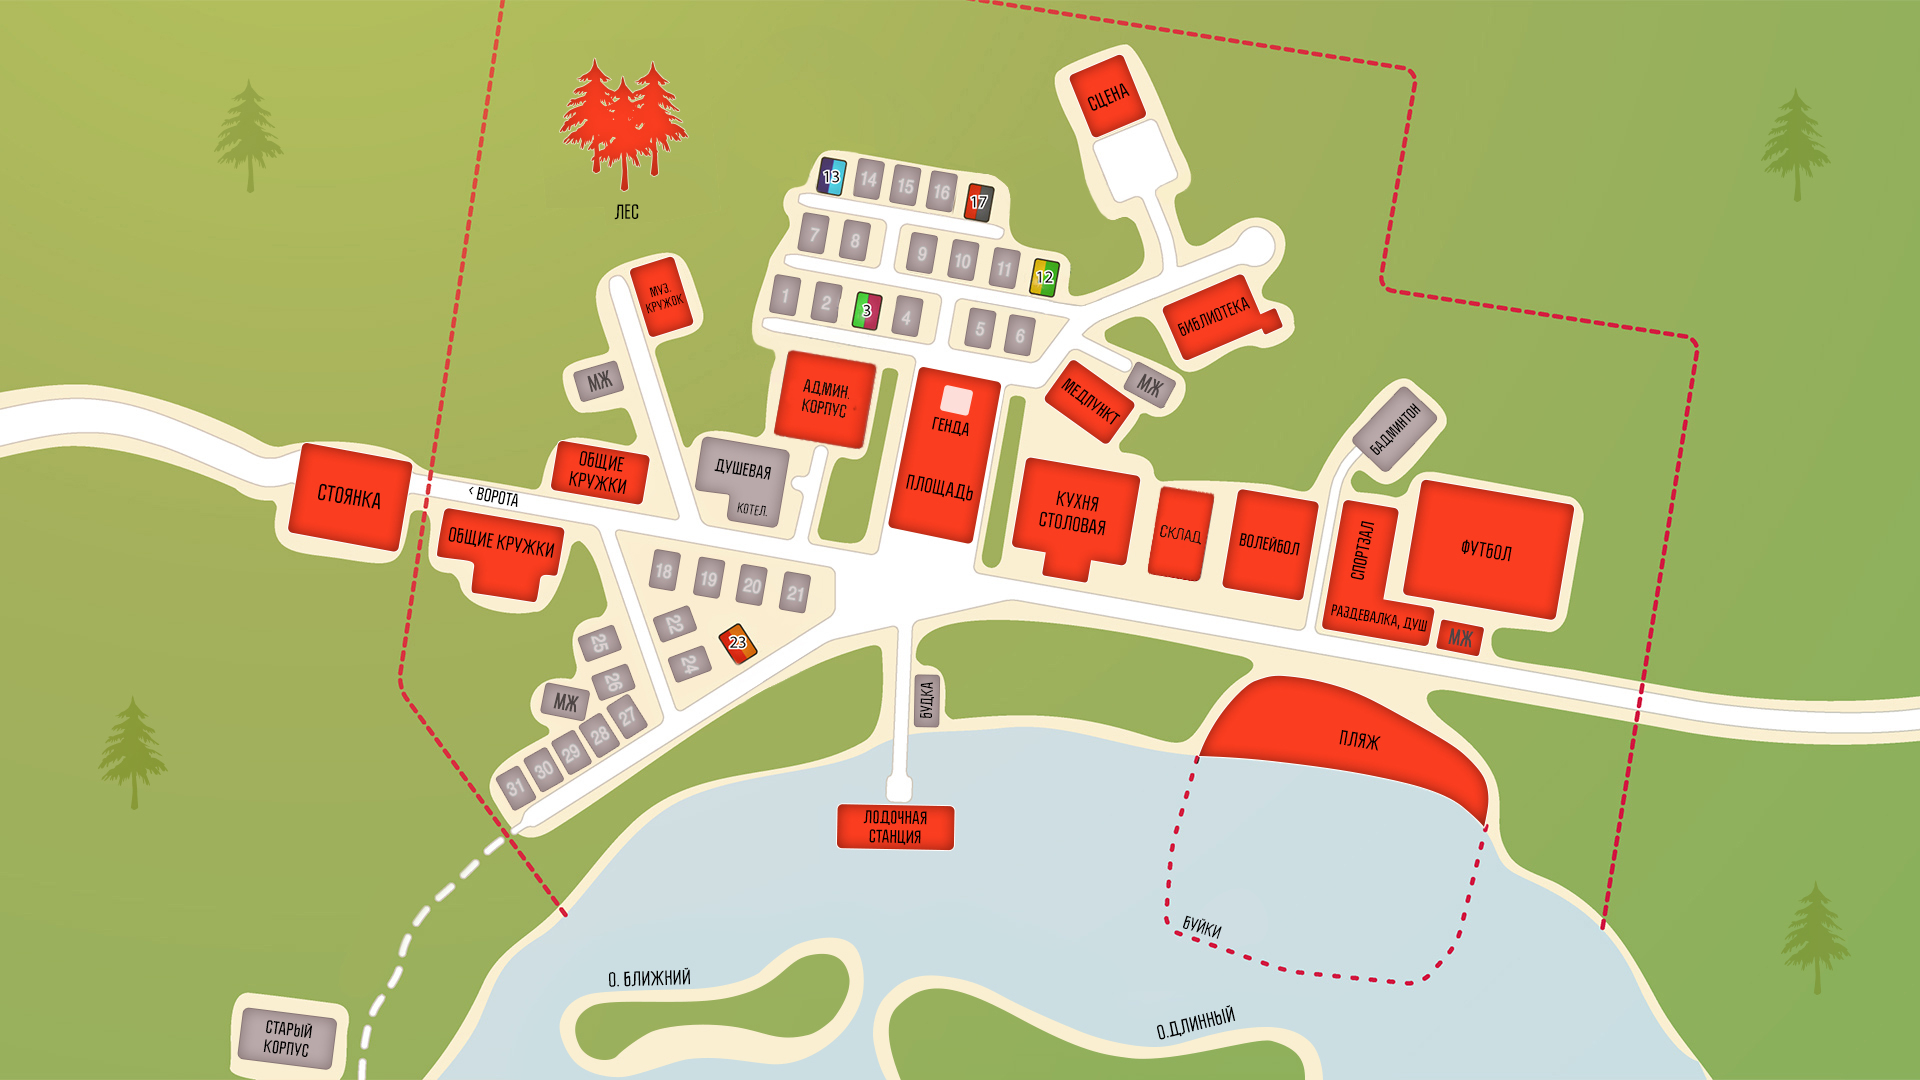 СЦЕНА
ЛЕС
13
14
15
16
17
7
8
9
10
11
12
1
2
3
4
5
6
МУЗ.
КРУЖОК
БИБЛИОТЕКА
МЖ
МЖ
АДМИН.
КОРПУС
ГЕНДА
ПЛОЩАДЬ
МЕДПУНКТ
БАДМИНТОН
СТОЯНКА
< ВОРОТА
ОБЩИЕ
КРУЖКИ
ДУШЕВАЯ
КОТЕЛ.
КУХНЯ
СТОЛОВАЯ
СКЛАД
ВОЛЕЙБОЛ
СПОРТЗАЛ
РАЗДЕВАЛКА, ДУШ
ФУТБОЛ
МЖ
ОБЩИЕ КРУЖКИ
18
19
20
21
22
23
24
25
26
МЖ
27
28
29
30
31
БУДКА
ПЛЯЖ
ЛОДОЧНАЯ
СТАНЦИЯ
БУЙКИ
О. БЛИЖНИЙ
О.ДЛИННЫЙ
СТАРЫЙ
КОРПУС